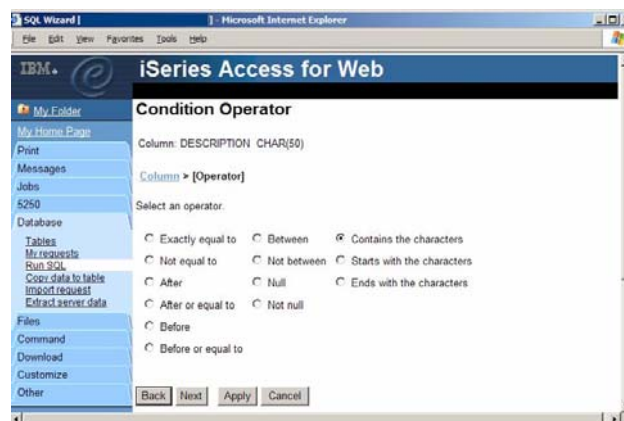 SQL Wizard [ ] - Microsoft Internet Explorer
File Edit View Favorites Tools Help
IBM.
iSeries Access for Web
My Folder
My Home Page
Print
Messages
Jobs
5250
Database
Tables
My requests
Run SQL
Copy data to table
Import request
Extract server data
Files
Command
Download
Customize
Other
Condition Operator
Column: DESCRIPTION CHAR(50)
Column > [Operator]
Select an operator.
Exactly equal to Between Contains the characters
Not equal to Not between Starts with the characters
After Null Ends with the characters
After or equal to Not null
Before
Before or equal to
Back Next Apply Cancel